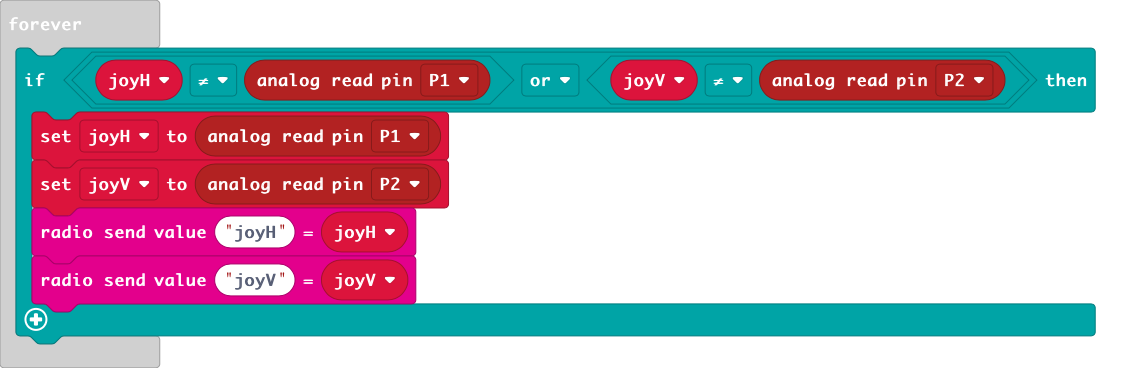 forever
if joyH ≠ analog read pin P1 or joyV ≠ analog read pin P2 then
set joyH to analog read pin P1
set joyV to analog read pin P2
radio send value "joyH" = joyH
radio send value "joyV" = joyV